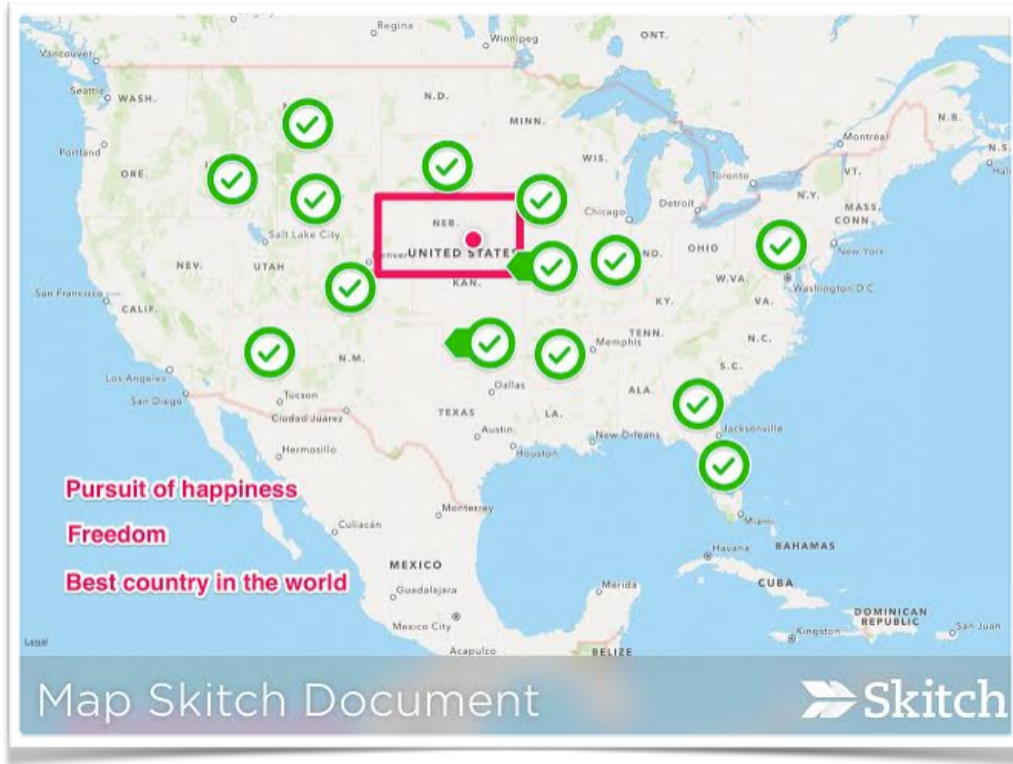 Regina
Winnipeg
ONT.
Vancouver
Seattle
WASH.
N.D.
MINN.
N.B.
Montréal
N.S.
Portland
ORE.
WIS.
Toronto
VT.
N.Y.
MASS.
CONN.
Detroit
Chicago
NEB.
Salt Lake City
UNITED STATES
OHIO
New York
NEV.
UTAH
KAN.
W.VA.
Washington D.C
San Francisco
CALIF.
KY.
VA.
TENN.
Memphis
N.C.
N.M.
S.C.
Los Angeles
San Diego
Dallas
ALA.
Tucson
Ciudad Juárez
TEXAS
LA.
Jacksonville
Austin
New Orleans
Houston
Hermosillo
Pursuit of happiness
Monterrey
Miami
Culiacán
Freedom
Havana
BAHAMAS
MEXICO
Best country in the world
Guadalajara
Mérida
CUBA
DOMINICAN
REPUBLIC
Mexico City
Kingston
San Juan
Legal
Acapulco
BELIZE
Map Skitch Document
Skitch